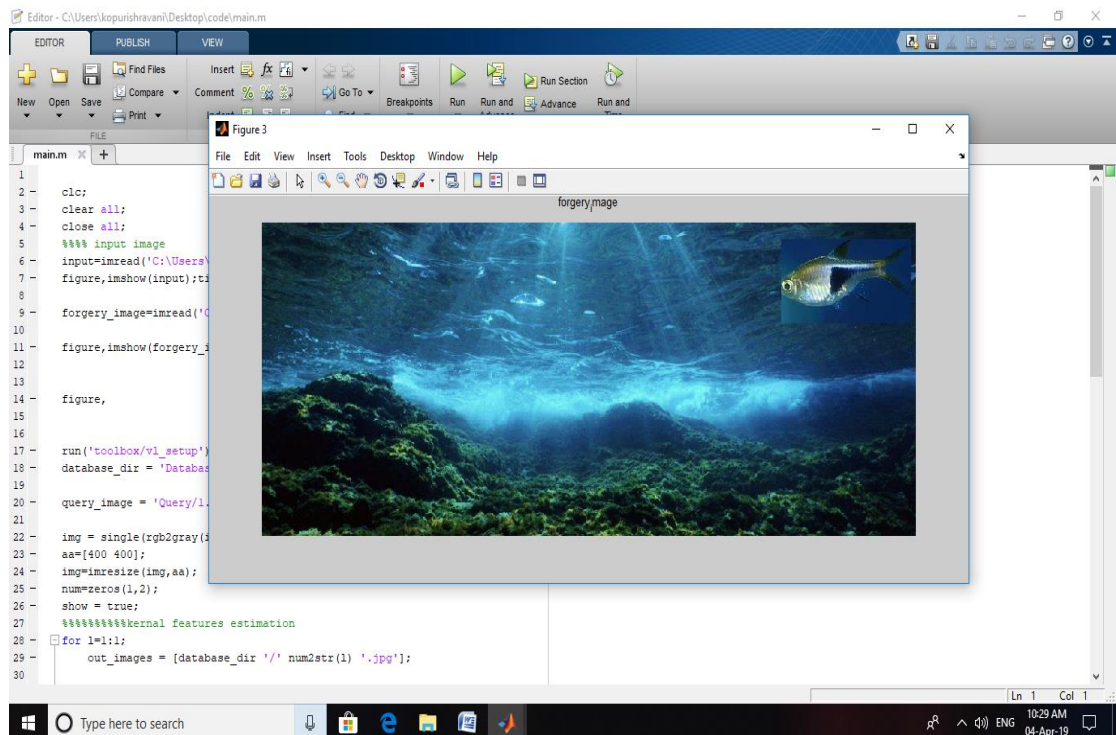 Editor - C:\Users\kopurishravani\Desktop\code\main.m
EDITOR PUBLISH VIEW
Find Files
Compare
Print
New Open Save
FILE
Insert fx
Comment %
Indent
Go To
Find
Breakpoints
Run
Run and
Advance
Run Section
Advance
Run and
Time
main.m × +
Figure 3
File Edit View Insert Tools Desktop Window Help
forgery_image
1
2 - clc;
3 - clear all;
4 - close all;
5 %%%% input image
6 - input=imread('C:\Users\
7 - figure,imshow(input);ti
8
9 - forgery_image=imread('C
10
11 - figure,imshow(forgery_i
12
13
14 - figure,
15
16
17 - run('toolbox/vl_setup')
18 - database_dir = 'Databas
19
20 - query_image = 'Query/1.
21
22 - img = single(rgb2gray(i
23 - aa=[400 400];
24 - img=imresize(img,aa);
25 - num=zeros(1,2);
26 - show = true;
27 %%%%%%%%%%kernal features estimation
28 - for l=1:1;
29 - out_images = [database_dir '/' num2str(l) '.jpg'];
30
Ln 1 Col 1
Type here to search
ENG
10:29 AM
04-Apr-19